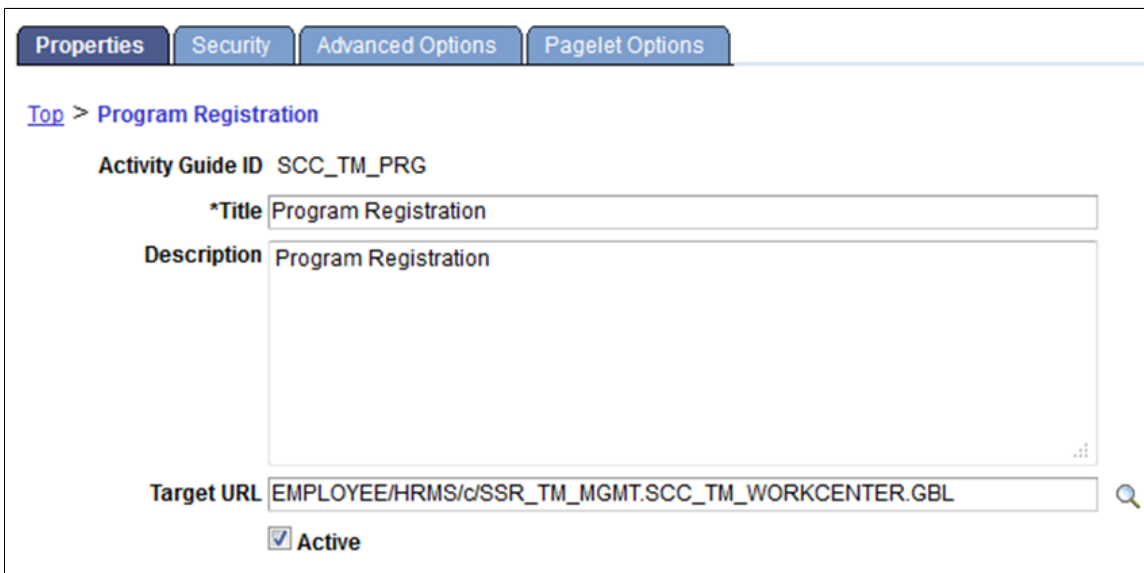 Properties Security Advanced Options Pagelet Options
Top > Program Registration
Activity Guide ID SCC_TM_PRG
*Title Program Registration
Description Program Registration
Target URL EMPLOYEE/HRMS/c/SSR_TM_MGMT.SCC_TM_WORKCENTER.GBL
Active